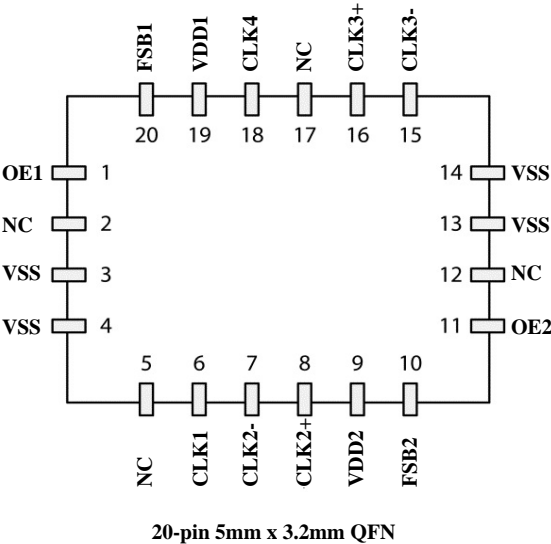 FSB1 VDD1 CLK4 NC CLK3+ CLK3-
20 19 18 17 16 15
OE1 1 14 VSS
NC 2 13 VSS
VSS 3 12 NC
VSS 4 11 OE2
5 6 7 8 9 10
NC CLK1 CLK2- CLK2+ VDD2 FSB2
20-pin 5mm x 3.2mm QFN